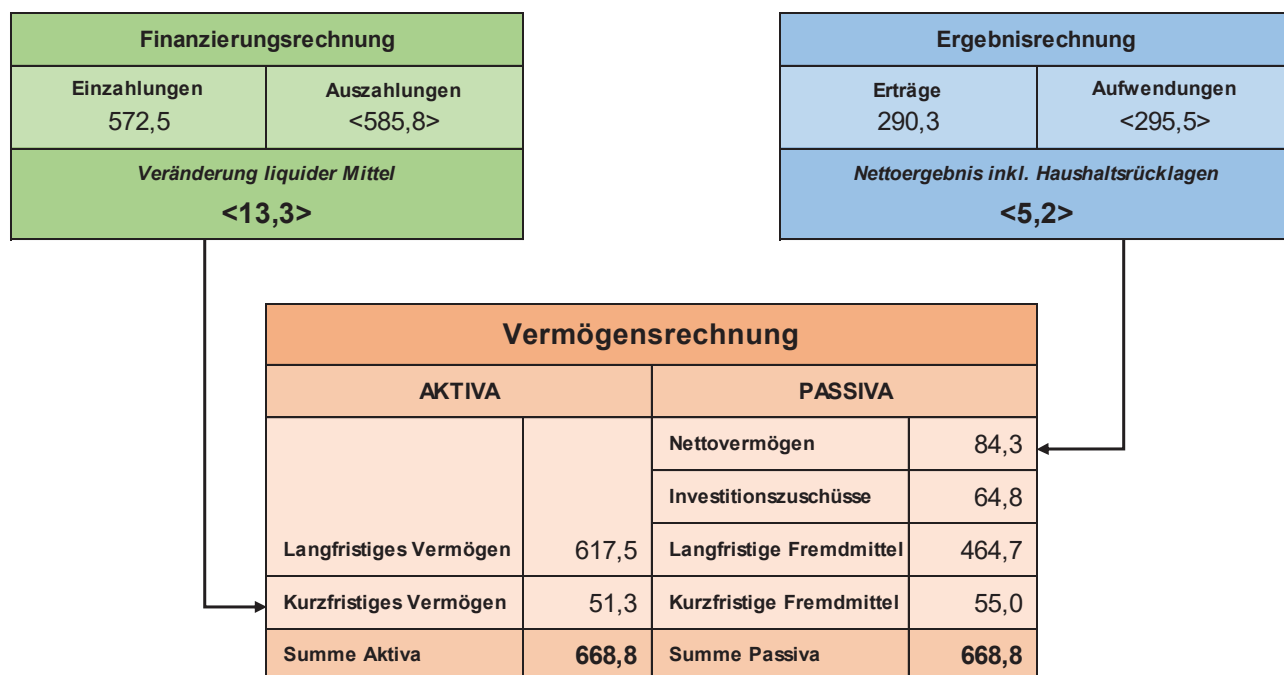 Finanzierungsrechnung
Einzahlungen
572,5
Auszahlungen
<585,8>
Veränderung liquider Mittel
<13,3>
Ergebnisrechnung
Erträge
290,3
Aufwendungen
<295,5>
Nettoergebnis inkl. Haushaltsrücklagen
<5,2>
Vermögensrechnung
AKTIVA PASSIVA
Nettovermögen 84,3
Investitionszuschüsse 64,8
Langfristiges Vermögen 617,5 Langfristige Fremdmittel 464,7
Kurzfristiges Vermögen 51,3 Kurzfristige Fremdmittel 55,0
Summe Aktiva 668,8 Summe Passiva 668,8